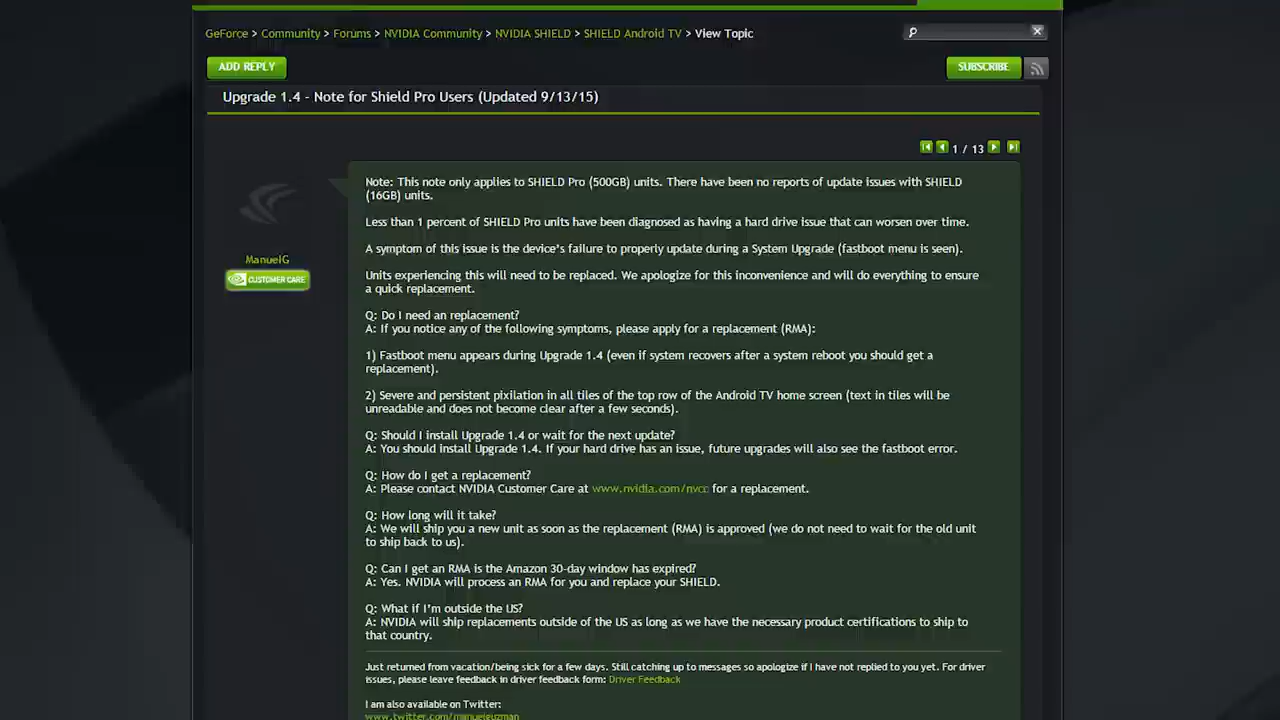 GeForce > Community > Forums > NVIDIA Community > NVIDIA SHIELD > SHIELD Android TV > View Topic
ADD REPLY
SUBSCRIBE
Upgrade 1.4 - Note for Shield Pro Users (Updated 9/13/15)
1 / 13
Note: This note only applies to SHIELD Pro (500GB) units. There have been no reports of update issues with SHIELD
(16GB) units.
Less than 1 percent of SHIELD Pro units have been diagnosed as having a hard drive issue that can worsen over time.
A symptom of this issue is the device's failure to properly update during a System Upgrade (fastboot menu is seen).
ManuelG
CUSTOMER CARE
Units experiencing this will need to be replaced. We apologize for this inconvenience and will do everything to ensure
a quick replacement.
Q: Do I need an replacement?
A: If you notice any of the following symptoms, please apply for a replacement (RMA):
1) Fastboot menu appears during Upgrade 1.4 (even if system recovers after a system reboot you should get a
replacement).
2) Severe and persistent pixilation in all tiles of the top row of the Android TV home screen (text in tiles will be
unreadable and does not become clear after a few seconds).
Q: Should I install Upgrade 1.4 or wait for the next update?
A: You should install Upgrade 1.4. If your hard drive has an issue, future upgrades will also see the fastboot error.
Q: How do I get a replacement?
A: Please contact NVIDIA Customer Care at www.nvidia.com/nvcc for a replacement.
Q: How long will it take?
A: We will ship you a new unit as soon as the replacement (RMA) is approved (we do not need to wait for the old unit
to ship back to us).
Q: Can I get an RMA is the Amazon 30-day window has expired?
A: Yes. NVIDIA will process an RMA for you and replace your SHIELD.
Q: What if I'm outside the US?
A: NVIDIA will ship replacements outside of the US as long as we have the necessary product certifications to ship to
that country.
Just returned from vacation/being sick for a few days. Still catching up to messages so apologize if I have not replied to you yet. For driver
issues, please leave feedback in driver feedback form: Driver Feedback
I am also available on Twitter:
www.twitter.com/manuelguzman